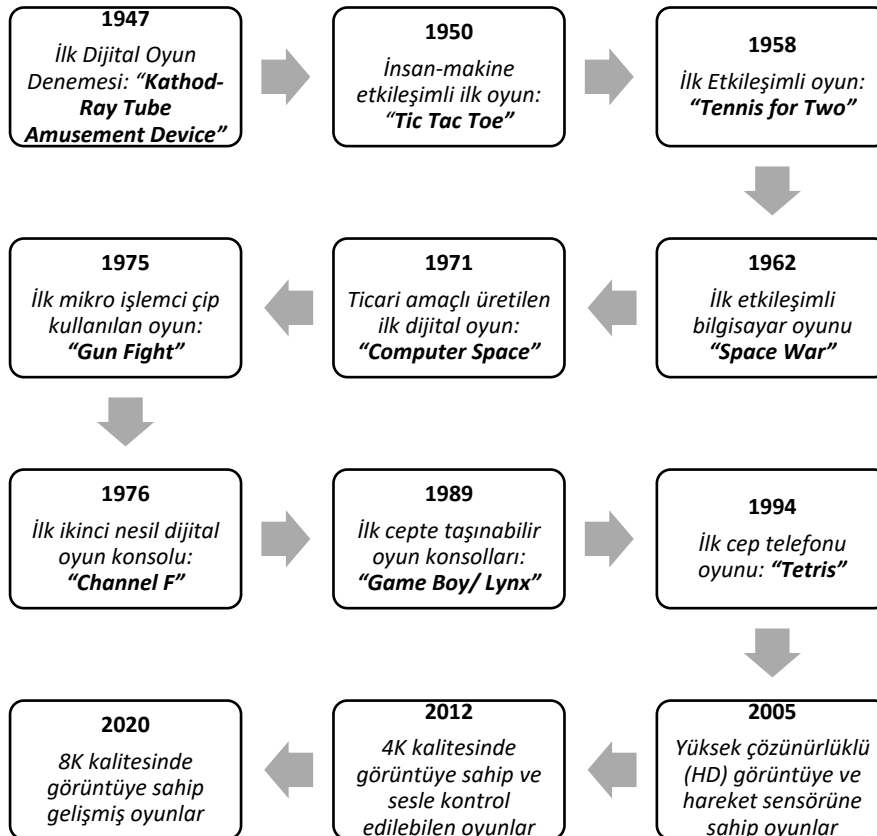 1947
İlk Dijital Oyun
Denemesi: “Kathod-
Ray Tube
Amusement Device”
1950
İnsan-makine
etkileşimli ilk oyun:
“Tic Tac Toe”
1958
İlk Etkileşimli oyun:
“Tennis for Two”
1962
İlk etkileşimli
bilgisayar oyunu
“Space War”
1971
Ticari amaçlı üretilen
ilk dijital oyun:
“Computer Space”
1975
İlk mikro işlemci çip
kullanılan oyun:
“Gun Fight”
1976
İlk ikinci nesil dijital
oyun konsolu:
“Channel F”
1989
İlk cepte taşınabilir
oyun konsolları:
“Game Boy/ Lynx”
1994
İlk cep telefonu
oyunu: “Tetris”
2005
Yüksek çözünürlüklü
(HD) görüntüye ve
hareket sensörüne
sahip oyunlar
2012
4K kalitesinde
görüntüye sahip ve
sesle kontrol
edilebilen oyunlar
2020
8K kalitesinde
görüntüye sahip
gelişmiş oyunlar